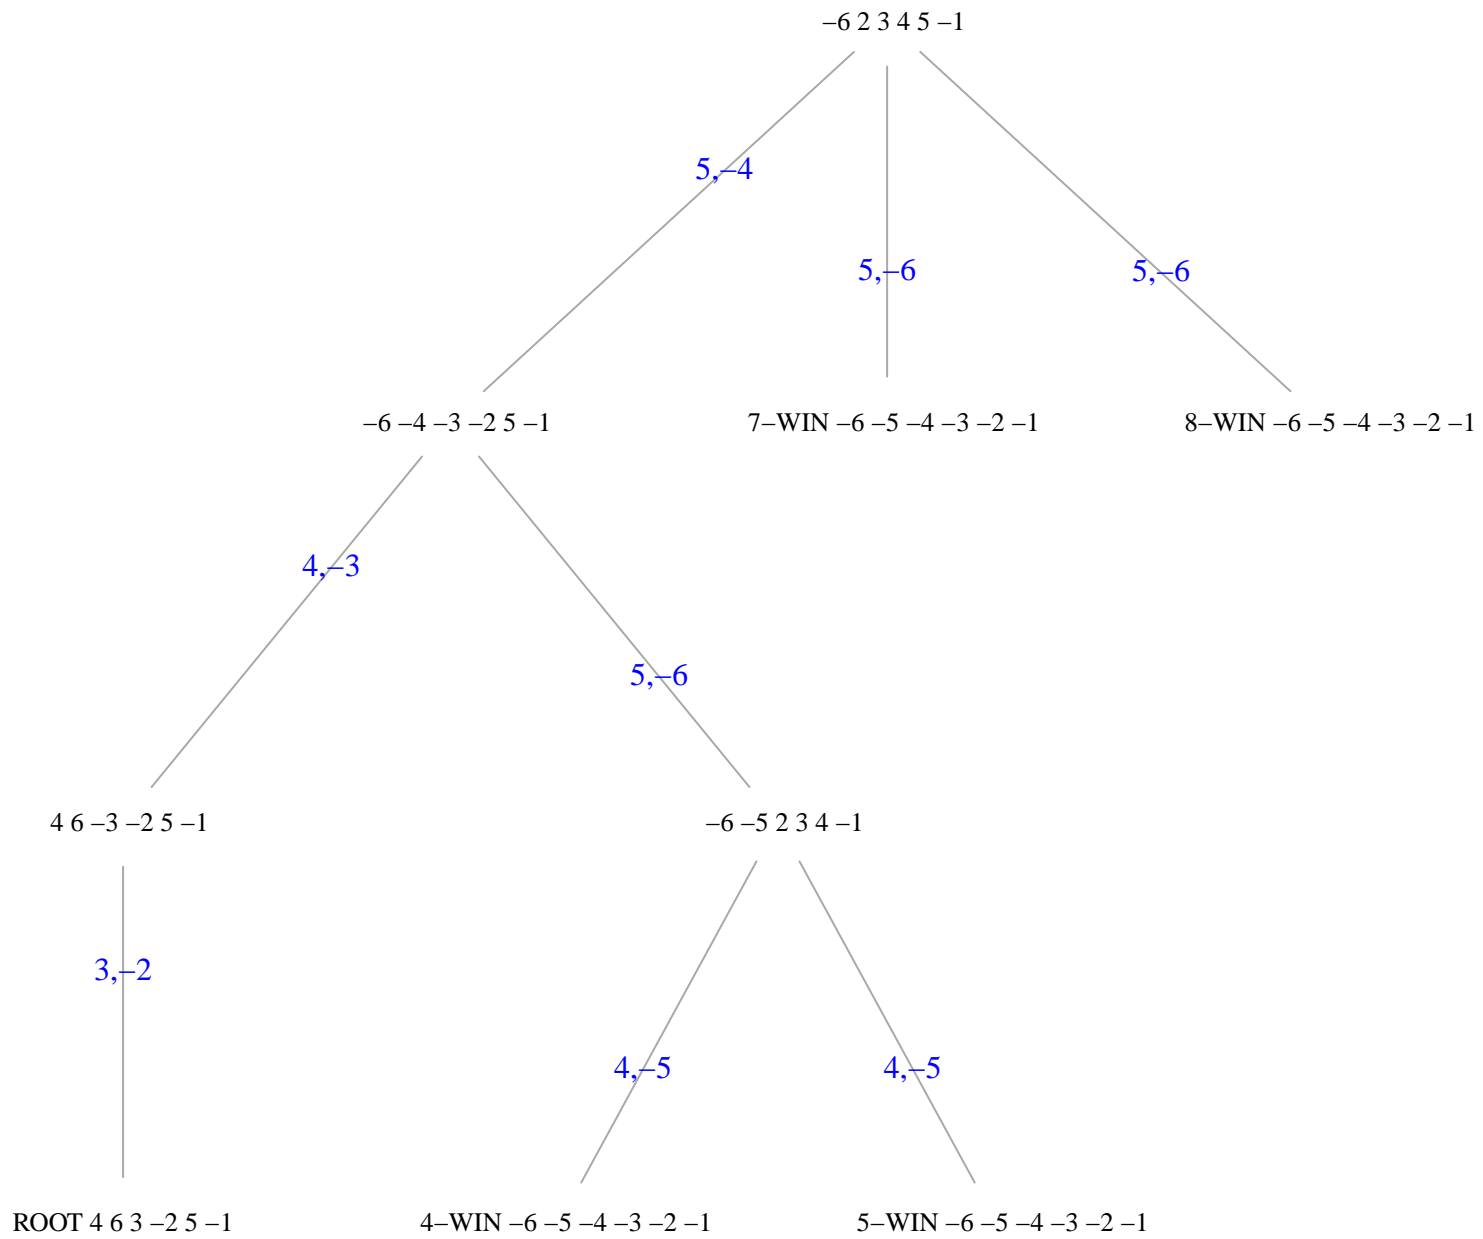 –6 2 3 4 5 –1
5,–4
5,–6
5,–6
–6 –4 –3 –2 5 –1
7–WIN –6 –5 –4 –3 –2 –1
8–WIN –6 –5 –4 –3 –2 –1
4,–3
5,–6
4 6 –3 –2 5 –1
–6 –5 2 3 4 –1
3,–2
4,–5
4,–5
ROOT 4 6 3 –2 5 –1
4–WIN –6 –5 –4 –3 –2 –1
5–WIN –6 –5 –4 –3 –2 –1